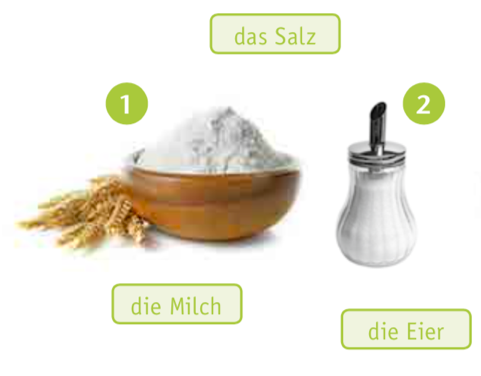 das Salz
1
2
die Milch
die Eier